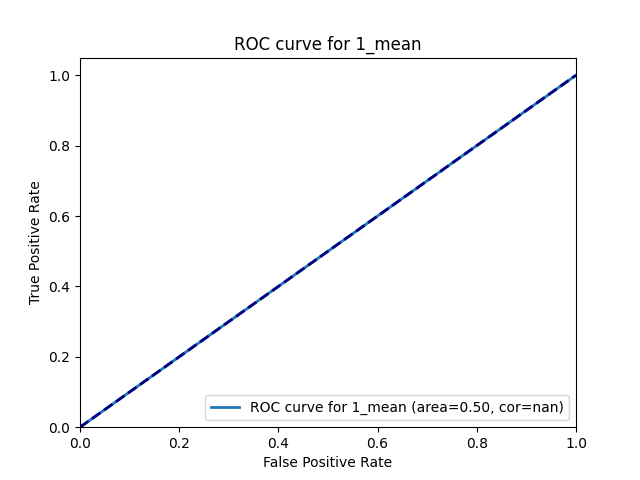 ROC curve for 1_mean
True Positive Rate
1.0
0.8
0.6
0.4
0.2
0.0
ROC curve for 1_mean (area=0.50, cor=nan)
0.0 0.2 0.4 0.6 0.8 1.0
False Positive Rate